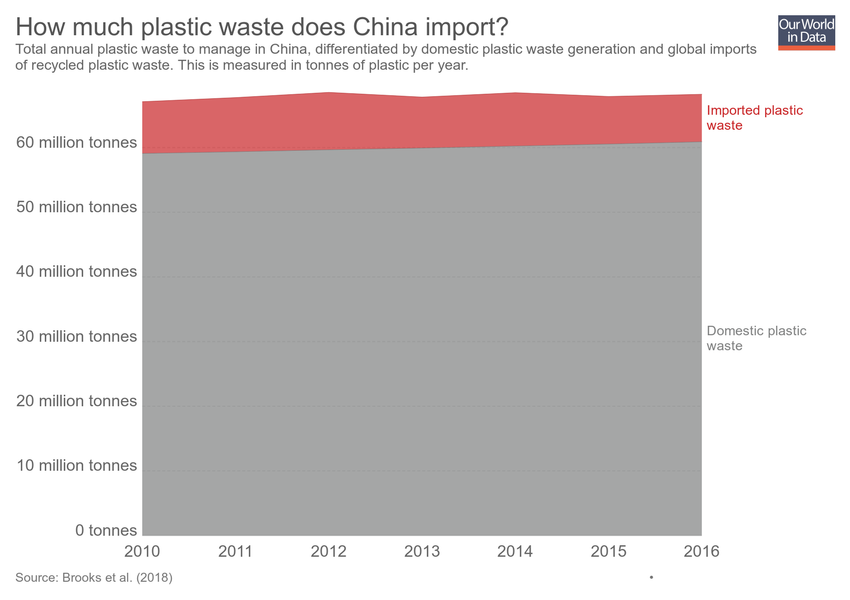 How much plastic waste does China import?
Our World
in Data
Total annual plastic waste to manage in China, differentiated by domestic plastic waste generation and global imports
of recycled plastic waste. This is measured in tonnes of plastic per year.
Imported plastic
waste
60 million tonnes
50 million tonnes
40 million tonnes
30 million tonnes
Domestic plastic
waste
20 million tonnes
10 million tonnes
0 tonnes
2010 2011 2012 2013 2014 2015 2016
Source: Brooks et al. (2018)